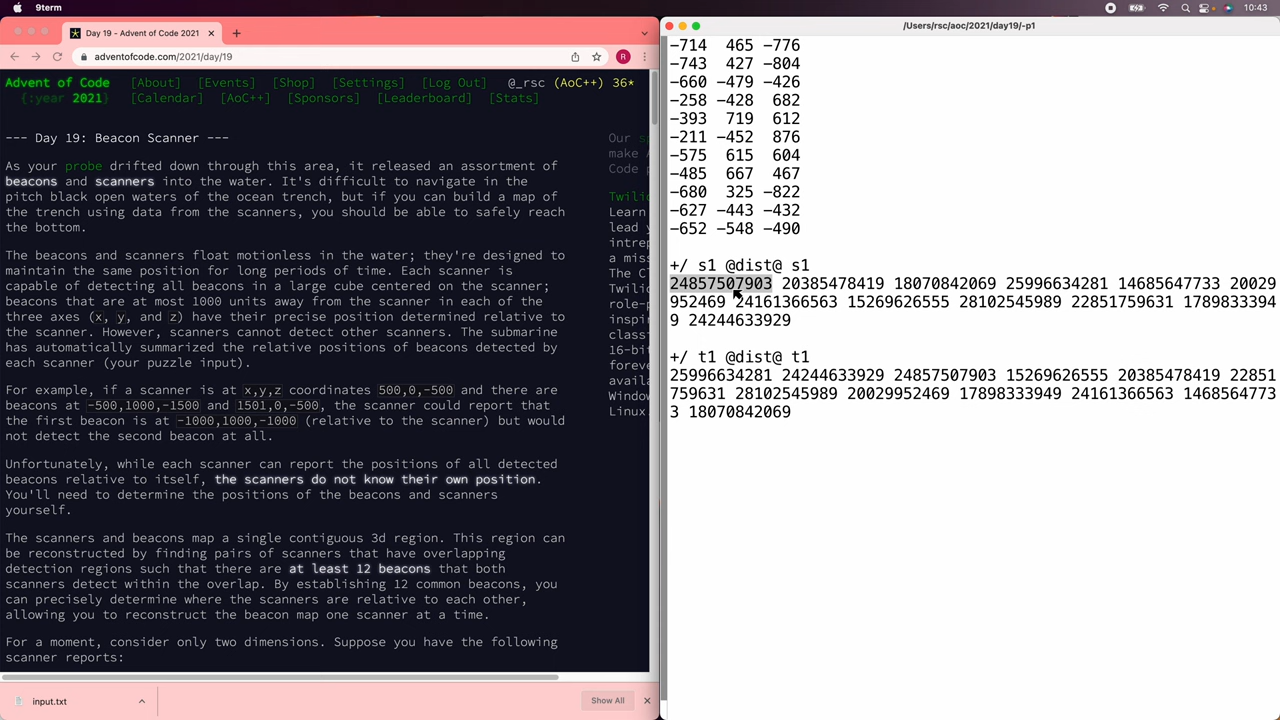 9term
10:43
Day 19 - Advent of Code 2021
adventofcode.com/2021/day/19
R
Advent of Code [About] [Events] [Shop] [Settings] [Log Out] @_rsc (AoC++) 36*
{:year 2021} [Calendar] [AoC++] [Sponsors] [Leaderboard] [Stats]
--- Day 19: Beacon Scanner ---
As your probe drifted down through this area, it released an assortment of
beacons and scanners into the water. It's difficult to navigate in the
pitch black open waters of the ocean trench, but if you can build a map of
the trench using data from the scanners, you should be able to safely reach
the bottom.
The beacons and scanners float motionless in the water; they're designed to
maintain the same position for long periods of time. Each scanner is
capable of detecting all beacons in a large cube centered on the scanner;
beacons that are at most 1000 units away from the scanner in each of the
three axes (x, y, and z) have their precise position determined relative to
the scanner. However, scanners cannot detect other scanners. The submarine
has automatically summarized the relative positions of beacons detected by
each scanner (your puzzle input).
For example, if a scanner is at x,y,z coordinates 500,0,-500 and there are
beacons at -500,1000,-1500 and 1501,0,-500, the scanner could report that
the first beacon is at -1000,1000,-1000 (relative to the scanner) but would
not detect the second beacon at all.
Unfortunately, while each scanner can report the positions of all detected
beacons relative to itself, the scanners do not know their own position.
You'll need to determine the positions of the beacons and scanners
yourself.
The scanners and beacons map a single contiguous 3d region. This region can
be reconstructed by finding pairs of scanners that have overlapping
detection regions such that there are at least 12 beacons that both
scanners detect within the overlap. By establishing 12 common beacons, you
can precisely determine where the scanners are relative to each other,
allowing you to reconstruct the beacon map one scanner at a time.
For a moment, consider only two dimensions. Suppose you have the following
scanner reports:
Our
make
Code
Twilio
Learn
lead y
a miss
The C
Twilio
role-p
inspir
class
16-bit
foreve
availa
Window
Linux.
input.txt
Show All
/Users/rsc/aoc/2021/day19/-p1
-714 465 -776
-743 427 -804
-660 -479 -426
-258 -428 682
-393 719 612
-211 -452 876
-575 615 604
-485 667 467
-680 325 -822
-627 -443 -432
-652 -548 -490
+/ s1 @dist@ s1
24857507903 20385478419 18070842069 25996634281 14685647733 20029
952469 24161366563 15269626555 28102545989 22851759631 1789833394
9 24244633929
+/ t1 @dist@ t1
25996634281 24244633929 24857507903 15269626555 20385478419 22851
759631 28102545989 20029952469 17898333949 24161366563 1468564773
3 18070842069